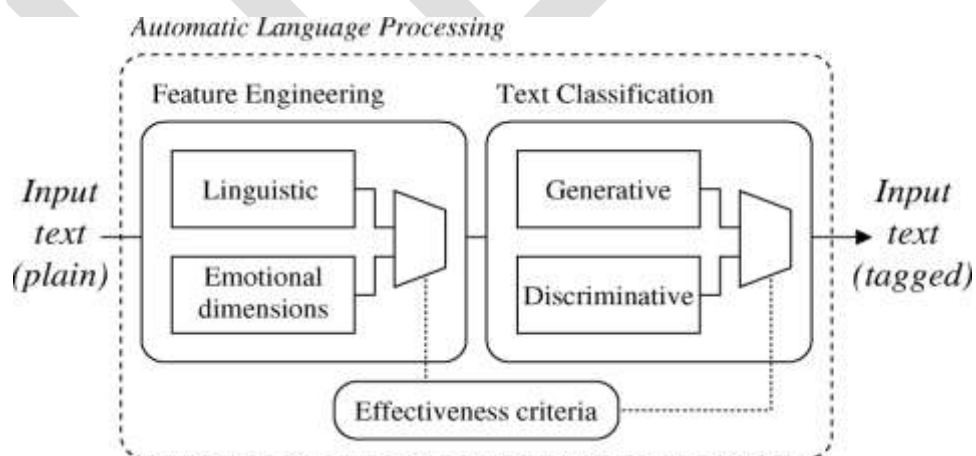 Automatic Language Processing
Feature Engineering
Text Classification
Input
text
(plain)
Linguistic
Emotional
dimensions
Generative
Discriminative
Input
text
(tagged)
Effectiveness criteria